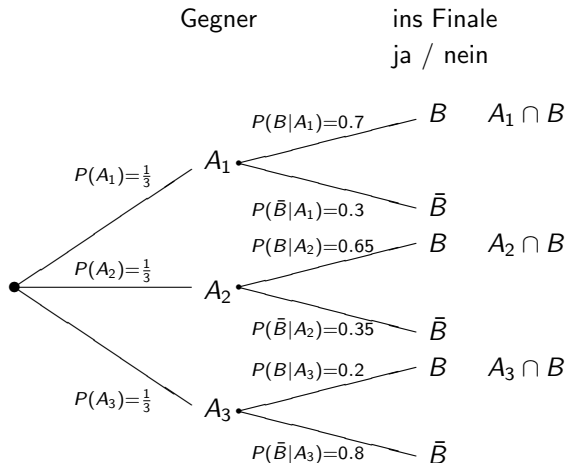 Gegner ins Finale
ja / nein
P(B|A₁)=0.7 B A₁ ∩ B
P(A₁)=1/3 A₁
P(B̄|A₁)=0.3 B̄
P(B|A₂)=0.65 B A₂ ∩ B
P(A₂)=1/3 A₂
P(B̄|A₂)=0.35 B̄
P(B|A₃)=0.2 B A₃ ∩ B
P(A₃)=1/3 A₃
P(B̄|A₃)=0.8 B̄